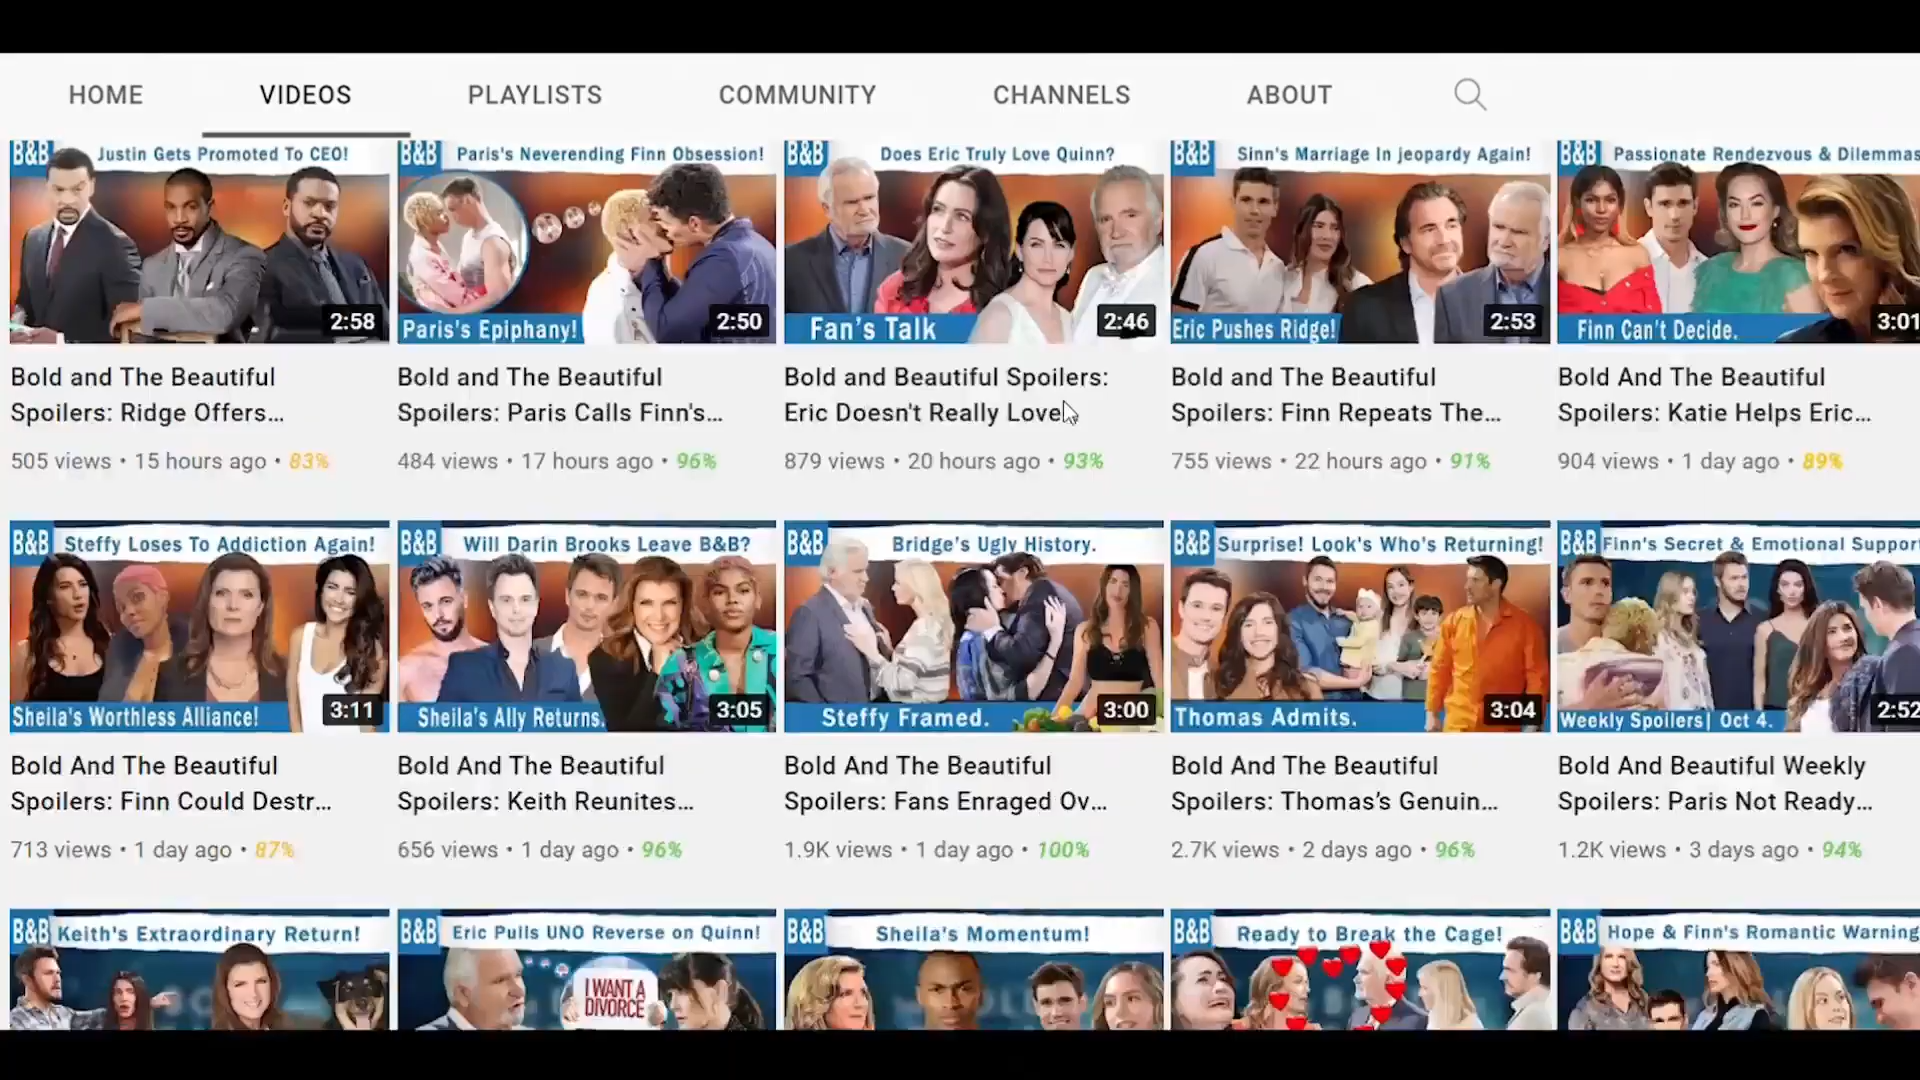 HOME VIDEOS PLAYLISTS COMMUNITY CHANNELS ABOUT
B&B Justin Gets Promoted To CEO!
2:58
Bold and The Beautiful
Spoilers: Ridge Offers...
505 views • 15 hours ago • 83%
B&B Paris's Neverending Finn Obsession!
Paris's Epiphany!
2:50
Bold and The Beautiful
Spoilers: Paris Calls Finn's...
484 views • 17 hours ago • 96%
B&B Does Eric Truly Love Quinn?
Fan's Talk
2:46
Bold and Beautiful Spoilers:
Eric Doesn't Really Love
879 views • 20 hours ago • 93%
B&B Sinn's Marriage In jeopardy Again!
Eric Pushes Ridge!
2:53
Bold and The Beautiful
Spoilers: Finn Repeats The...
755 views • 22 hours ago • 91%
B&B Passionate Rendezvous & Dilemmas
Finn Can't Decide.
3:01
Bold And The Beautiful
Spoilers: Katie Helps Eric...
904 views • 1 day ago • 89%
B&B Steffy Loses To Addiction Again!
Sheila's Worthless Alliance!
3:11
Bold And The Beautiful
Spoilers: Finn Could Destr...
713 views • 1 day ago • 87%
B&B Will Darin Brooks Leave B&B?
Sheila's Ally Returns.
3:05
Bold And The Beautiful
Spoilers: Keith Reunites...
656 views • 1 day ago • 96%
B&B Bridge's Ugly History.
Steffy Framed.
3:00
Bold And The Beautiful
Spoilers: Fans Enraged Ov...
1.9K views • 1 day ago • 100%
B&B Surprise! Look's Who's Returning!
Thomas Admits.
3:04
Bold And The Beautiful
Spoilers: Thomas's Genuin...
2.7K views • 2 days ago • 96%
B&B Finn's Secret & Emotional Support
Weekly Spoilers| Oct 4.
2:52
Bold And Beautiful Weekly
Spoilers: Paris Not Ready...
1.2K views • 3 days ago • 94%
B&B Keith's Extraordinary Return!
B&B Eric Pulls UNO Reverse on Quinn!
I WANT A
DIVORCE
B&B Sheila's Momentum!
B&B Ready to Break the Cage!
B&B Hope & Finn's Romantic Warning